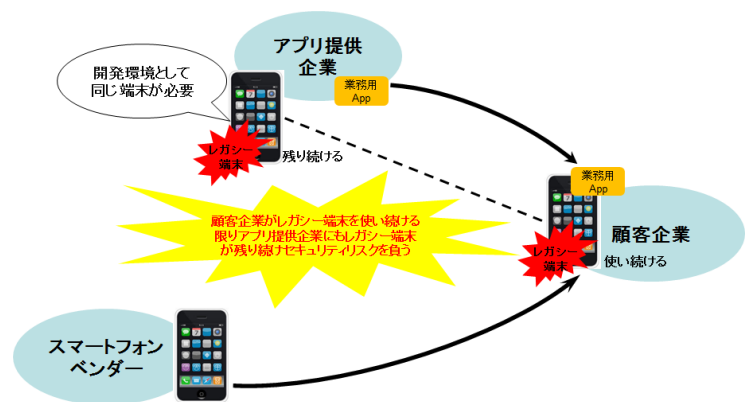 アプリ提供
企業
業務用
App
開発環境として
同じ端末が必要
レガシー
端末
残り続ける
業務用
App
顧客企業
レガシー
端末
使い続ける
顧客企業がレガシー端末を使い続ける
限りアプリ提供企業にもレガシー端末
が残り続けセキュリティリスクを負う
スマートフォン
ベンダー